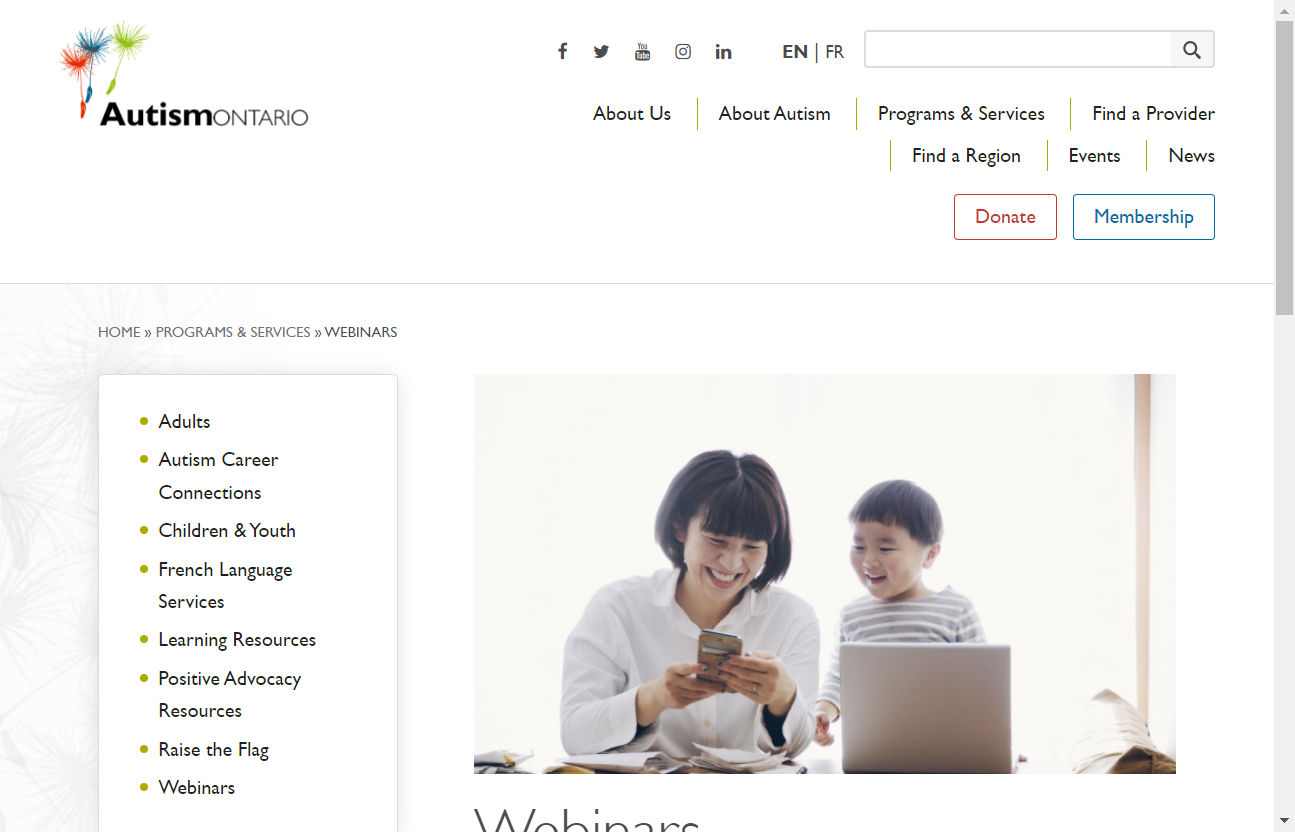 AutismONTARIO
You Tube
EN | FR
About Us
About Autism
Programs & Services
Find a Provider
Find a Region
Events
News
Donate
Membership
HOME » PROGRAMS & SERVICES » WEBINARS
Adults
Autism Career
Connections
Children & Youth
French Language
Services
Learning Resources
Positive Advocacy
Resources
Raise the Flag
Webinars
Webinars